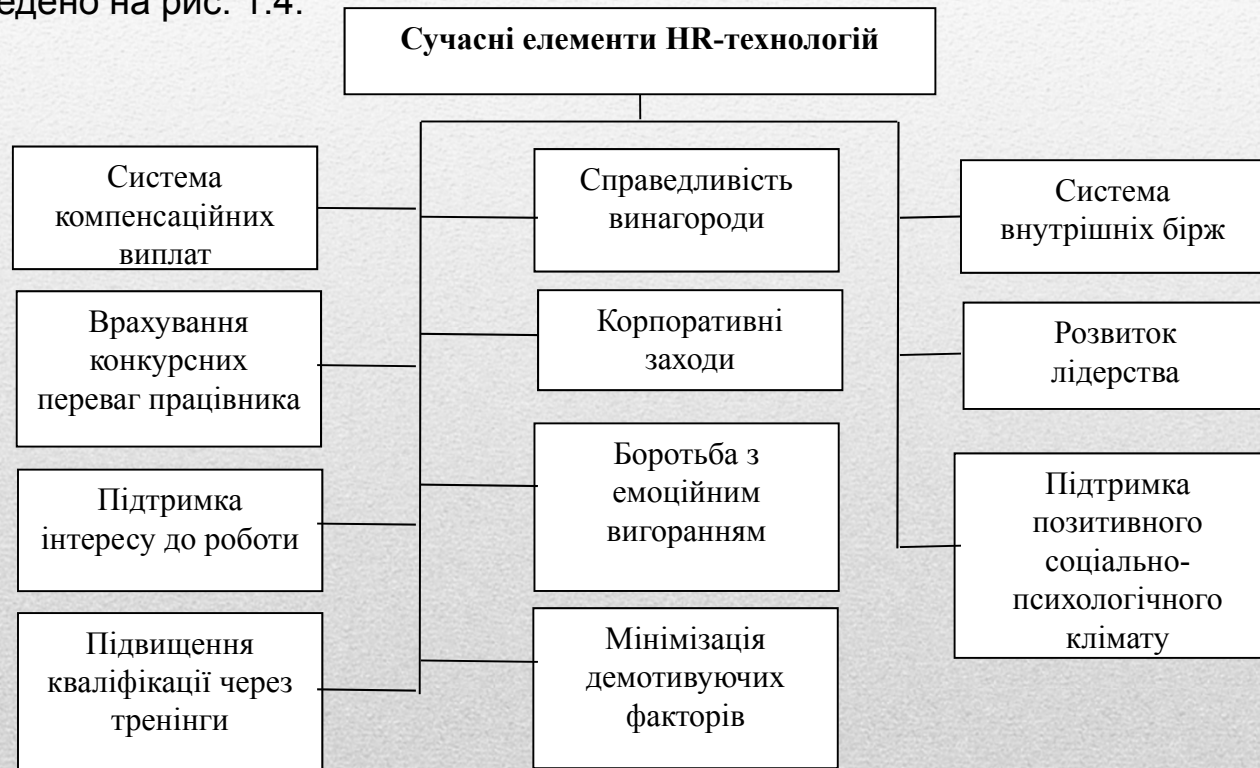 едено на рис. 1.4.
Сучасні елементи HR-технологій
Система
компенсаційних
виплат
Врахування
конкурсних
переваг працівника
Підтримка
інтересу до роботи
Підвищення
кваліфікації через
тренінги
Справедливість
винагороди
Корпоративні
заходи
Боротьба з
емоційним
вигоранням
Мінімізація
демотивуючих
факторів
Система
внутрішніх бірж
Розвиток
лідерства
Підтримка
позитивного
соціально-
психологічного
клімату